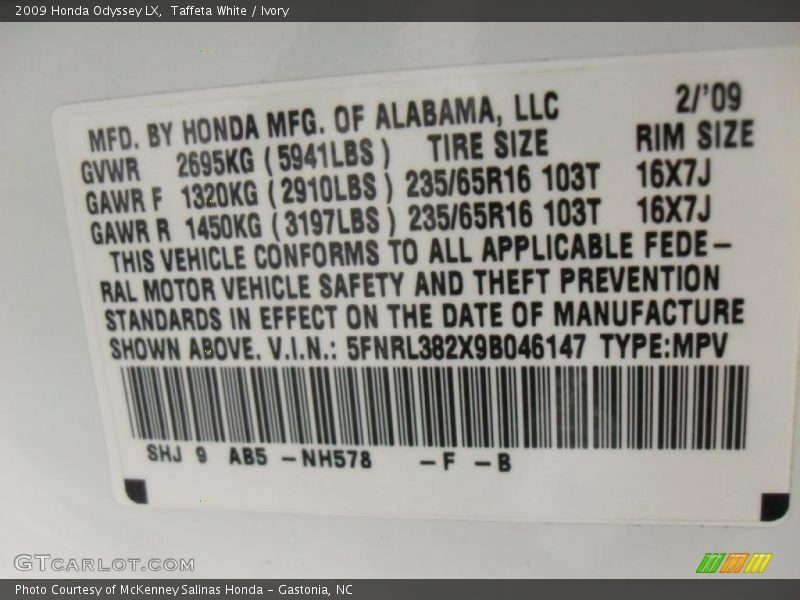 2009 Honda Odyssey LX,  Taffeta White / Ivory
2/'09
MFD. BY HONDA MFG. OF ALABAMA, LLC
GVWR 2695KG (5941LBS) TIRE SIZE RIM SIZE
GAWR F 1320KG (2910LBS) 235/65R16 103T 16X7J
GAWR R 1450KG (3197LBS) 235/65R16 103T 16X7J
THIS VEHICLE CONFORMS TO ALL APPLICABLE FEDE-
RAL MOTOR VEHICLE SAFETY AND THEFT PREVENTION
STANDARDS IN EFFECT ON THE DATE OF MANUFACTURE
SHOWN ABOVE. V.I.N.: 5FNRL382X9B046147 TYPE:MPV
SHJ 9 AB5 -NH578 -F -B
GTCARLOT.COM
Photo Courtesy of McKenney Salinas Honda - Gastonia, NC